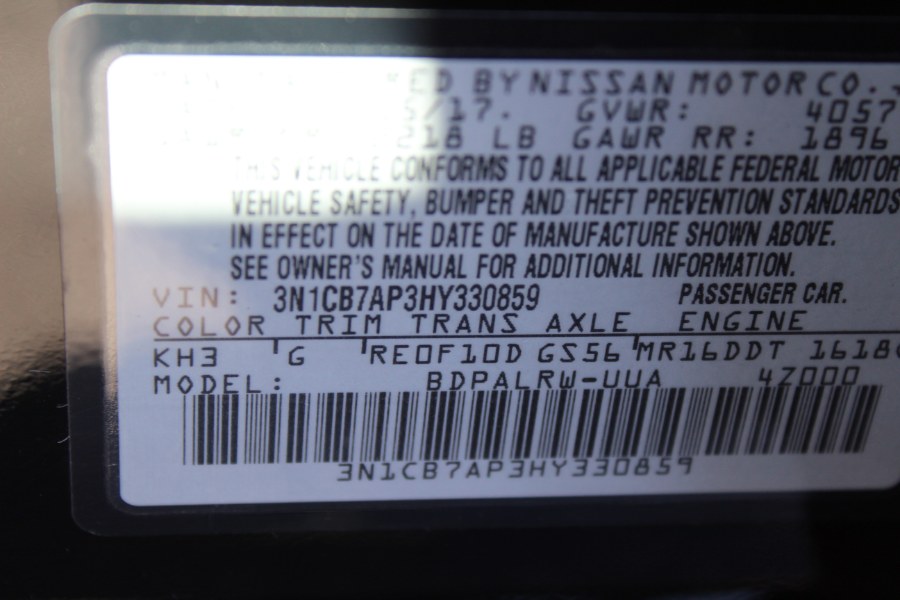 ED BY NISSAN MOTOR CO.
/17. GVWR: 4057
218 LB GAWR RR: 1896
THIS VEHICLE CONFORMS TO ALL APPLICABLE FEDERAL MOTOR
VEHICLE SAFETY, BUMPER AND THEFT PREVENTION STANDARDS
IN EFFECT ON THE DATE OF MANUFACTURE SHOWN ABOVE.
SEE OWNER'S MANUAL FOR ADDITIONAL INFORMATION.
VIN: 3N1CB7AP3HY330859 PASSENGER CAR.
COLOR TRIM TRANS AXLE ENGINE
KH3 G RE0F10D GS56 MR16DDT 1618
MODEL: BDPALRW-UUA 4Z000
3N1CB7AP3HY330859